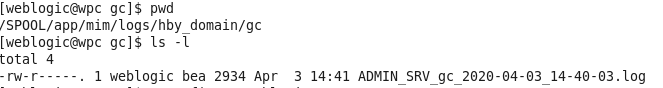 [weblogic@wpc gc]$ pwd
/SPOOL/app/mim/logs/hby_domain/gc
[weblogic@wpc gc]$ ls -l
total 4
-rw-r-----. 1 weblogic bea 2934 Apr  3 14:41 ADMIN_SRV_gc_2020-04-03_14-40-03.log